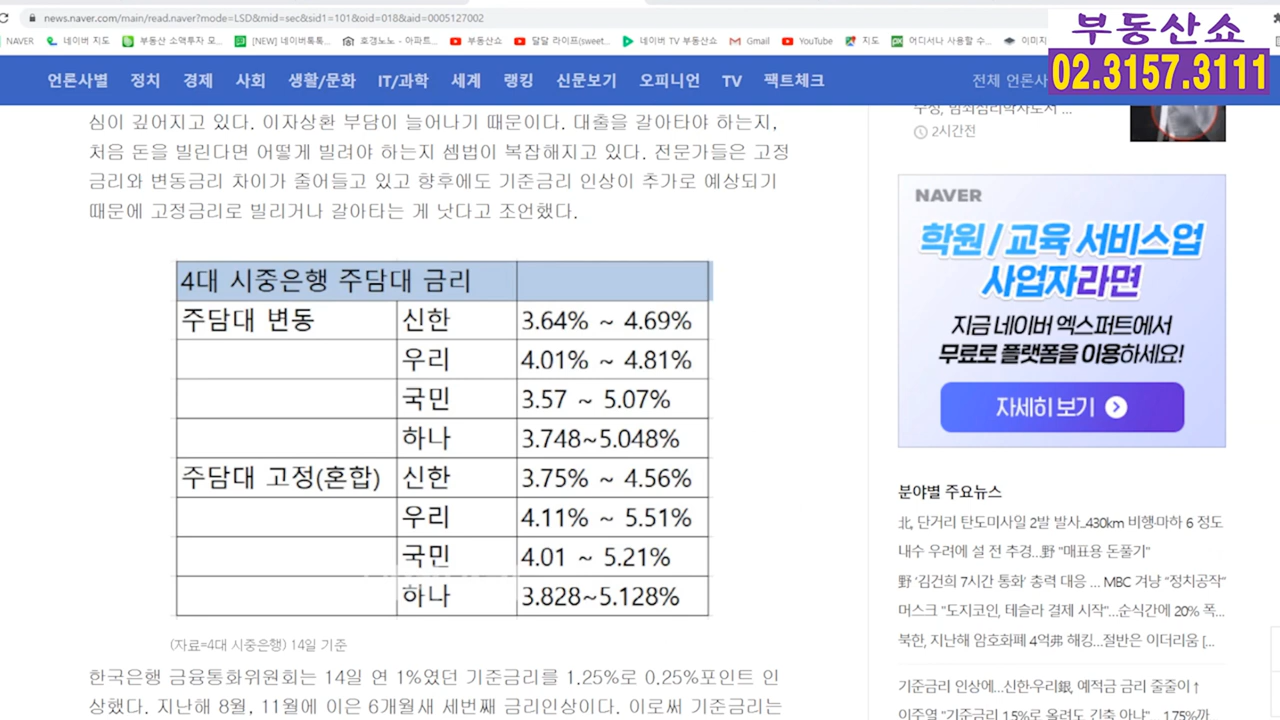 news.naver.com/main/read.naver?mode=LSD&mid=sec&sid1=101&oid=018&aid=0005127002
NAVER 네이버 지도 부동산 소액투자 모... [NEW] 네이버톡톡... 호갱노노 - 아파트... 부동산쇼 달달 라이프(sweet... 네이버 TV 부동산쇼 Gmail YouTube 지도 어디서나 사용할 수... 이미지
부동산쇼
02.3157.3111
언론사별 정치 경제 사회 생활/문화 IT/과학 세계 랭킹 신문보기 오피니언 TV 팩트체크 전체 언론사
심이 깊어지고 있다. 이자상환 부담이 늘어나기 때문이다. 대출을 갈아타야 하는지,
처음 돈을 빌린다면 어떻게 빌려야 하는지 셈법이 복잡해지고 있다. 전문가들은 고정
금리와 변동금리 차이가 줄어들고 있고 향후에도 기준금리 인상이 추가로 예상되기
때문에 고정금리로 빌리거나 갈아타는 게 낫다고 조언했다.
4대 시중은행 주담대 금리
주담대 변동 신한 3.64% ~ 4.69%
우리 4.01% ~ 4.81%
국민 3.57 ~ 5.07%
하나 3.748~5.048%
주담대 고정(혼합) 신한 3.75% ~ 4.56%
우리 4.11% ~ 5.51%
국민 4.01 ~ 5.21%
하나 3.828~5.128%
(자료=4대 시중은행) 14일 기준
한국은행 금융통화위원회는 14일 연 1%였던 기준금리를 1.25%로 0.25%포인트 인
상했다. 지난해 8월, 11월에 이은 6개월새 세번째 금리인상이다. 이로써 기준금리는
수정, 범죄심리학자도서 ...
2시간전
NAVER
학원/교육 서비스업
사업자라면
지금 네이버 엑스퍼트에서
무료로 플랫폼을 이용하세요!
자세히 보기
분야별 주요뉴스
北, 단거리 탄도미사일 2발 발사..430km 비행·마하 6 정도
내수 우려에 설 전 추경…野 "매표용 돈풀기"
野 '김건희 7시간 통화' 총력 대응 … MBC 겨냥 "정치공작"
머스크 "도지코인, 테슬라 결제 시작"…순식간에 20% 폭...
북한, 지난해 암호화폐 4억弗 해킹…절반은 이더리움 [...
기준금리 인상에…신한·우리銀, 예적금 금리 줄줄이↑
이주열 "기준금리 1.5%로 올려도 긴축 아냐"…1.75%까